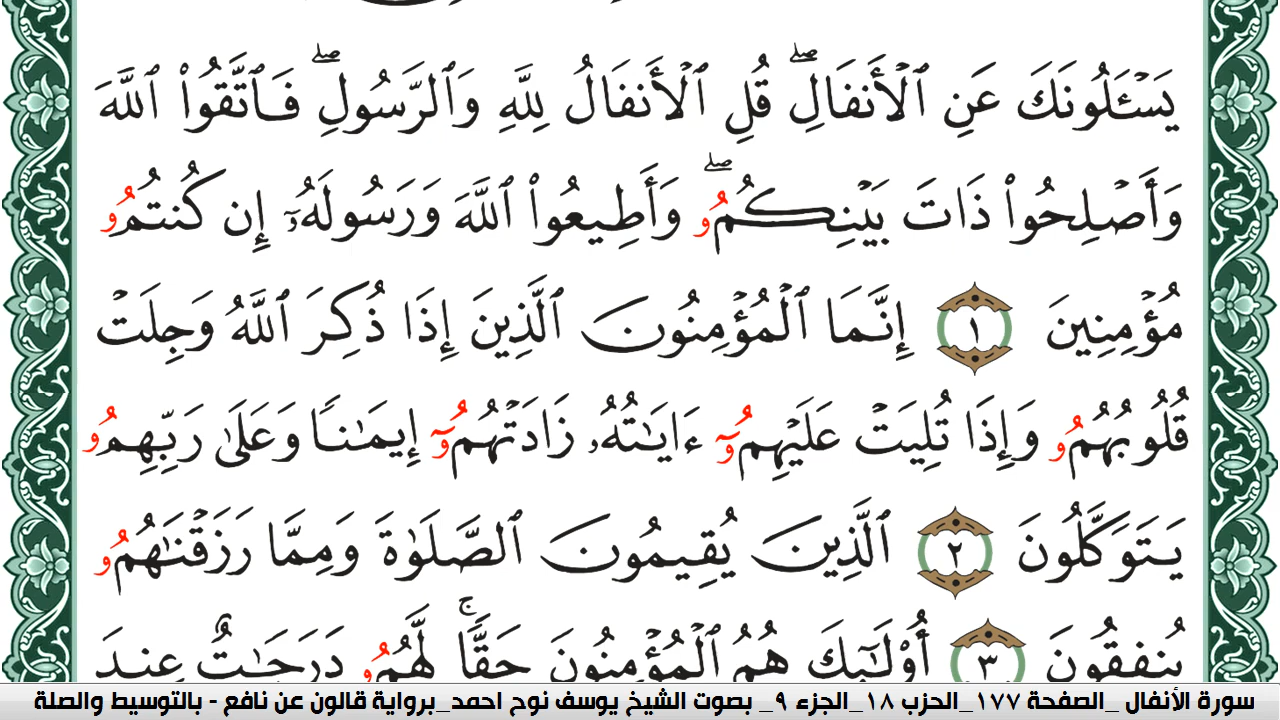 يَسْـَٔلُونَكَ عَنِ ٱلْأَنفَالِۖ قُلِ ٱلْأَنفَالُ لِلَّهِ وَٱلرَّسُولِۖ فَٱتَّقُوا۟ ٱللَّهَ
وَأَصْلِحُوا۟ ذَاتَ بَيْنِكُمُۥۖ وَأَطِيعُوا۟ ٱللَّهَ وَرَسُولَهُۥٓ إِن كُنتُمُۥ
مُؤْمِنِينَ ١ إِنَّمَا ٱلْمُؤْمِنُونَ ٱلَّذِينَ إِذَا ذُكِرَ ٱللَّهُ وَجِلَتْ
قُلُوبُهُمُۥ وَإِذَا تُلِيَتْ عَلَيْهِمُۥٓ ءَايَـٰتُهُۥ زَادَتْهُمُۥٓ إِيمَـٰنًا وَعَلَىٰ رَبِّهِمُۥ
يَتَوَكَّلُونَ ٢ ٱلَّذِينَ يُقِيمُونَ ٱلصَّلَوٰةَ وَمِمَّا رَزَقْنَـٰهُمُۥ
يُنفِقُونَ ٣ أُو۟لَـٰٓئِكَ هُمُ ٱلْمُؤْمِنُونَ حَقًّاۚ لَّهُمُۥ دَرَجَـٰتٌ عِندَ
سورة الأنفال _الصفحة ١٧٧_الحزب ١٨_الجزء ٩_ بصوت الشيخ يوسف نوح احمد_برواية قالون عن نافع - بالتوسيط والصلة